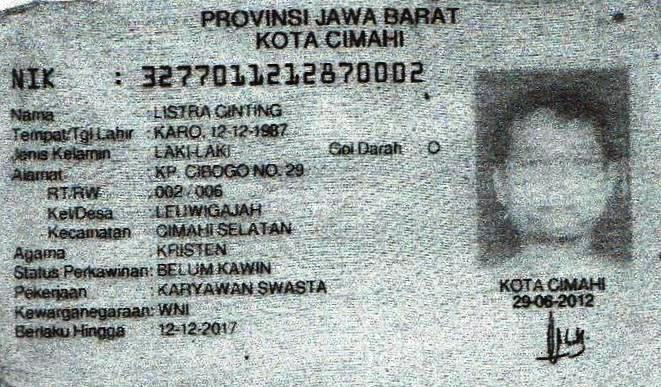 PROVINSI JAWA BARAT
KOTA CIMAHI
NIK : 3277011212870002
Nama : LISTRA GINTING
Tempat/Tgl Lahir : KARO, 12-12-1987
Jenis Kelamin : LAKI-LAKI Gol Darah O
Alamat : KP. CIBOGO NO. 29
RT/RW : 002 / 006
Kel/Desa : LEUWIGAJAH
Kecamatan : CIMAHI SELATAN
Agama : KRISTEN
Status Perkawinan: BELUM KAWIN
Pekerjaan : KARYAWAN SWASTA
Kewarganegaraan: WNI
Berlaku Hingga : 12-12-2017
KOTA CIMAHI
29-06-2012